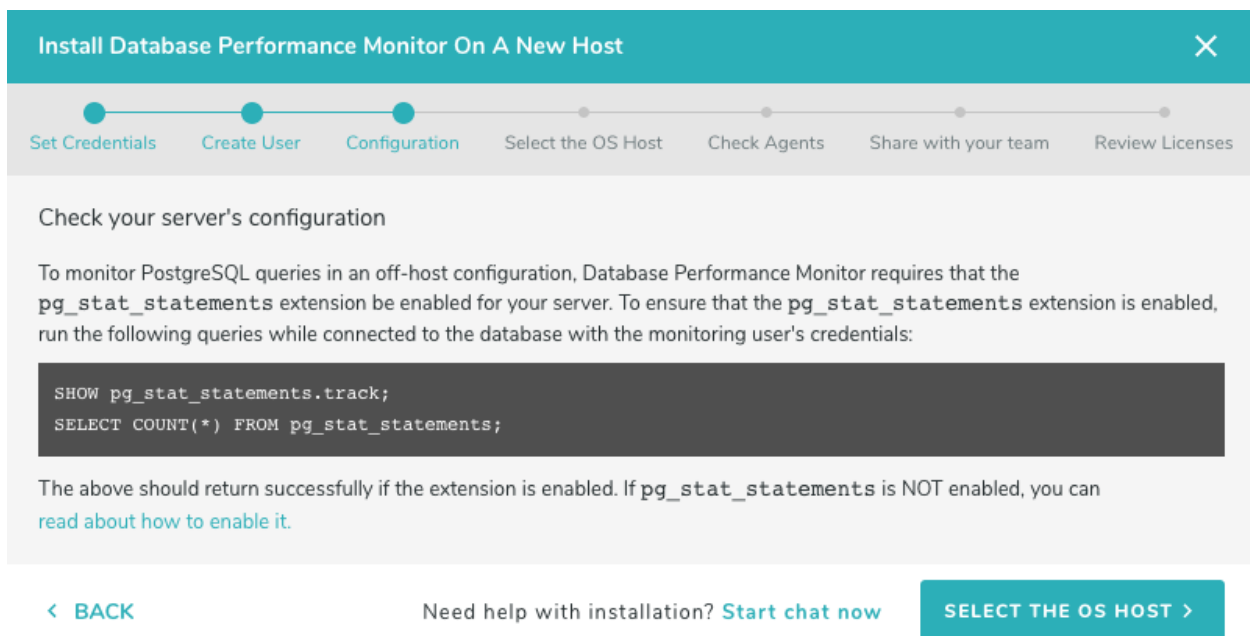 Install Database Performance Monitor On A New Host
Set Credentials Create User Configuration Select the OS Host Check Agents Share with your team Review Licenses
Check your server's configuration
To monitor PostgreSQL queries in an off-host configuration, Database Performance Monitor requires that the
pg_stat_statements extension be enabled for your server. To ensure that the pg_stat_statements extension is enabled,
run the following queries while connected to the database with the monitoring user's credentials:
SHOW pg_stat_statements.track;
SELECT COUNT(*) FROM pg_stat_statements;
The above should return successfully if the extension is enabled. If pg_stat_statements is NOT enabled, you can
read about how to enable it.
< BACK Need help with installation? Start chat now SELECT THE OS HOST >